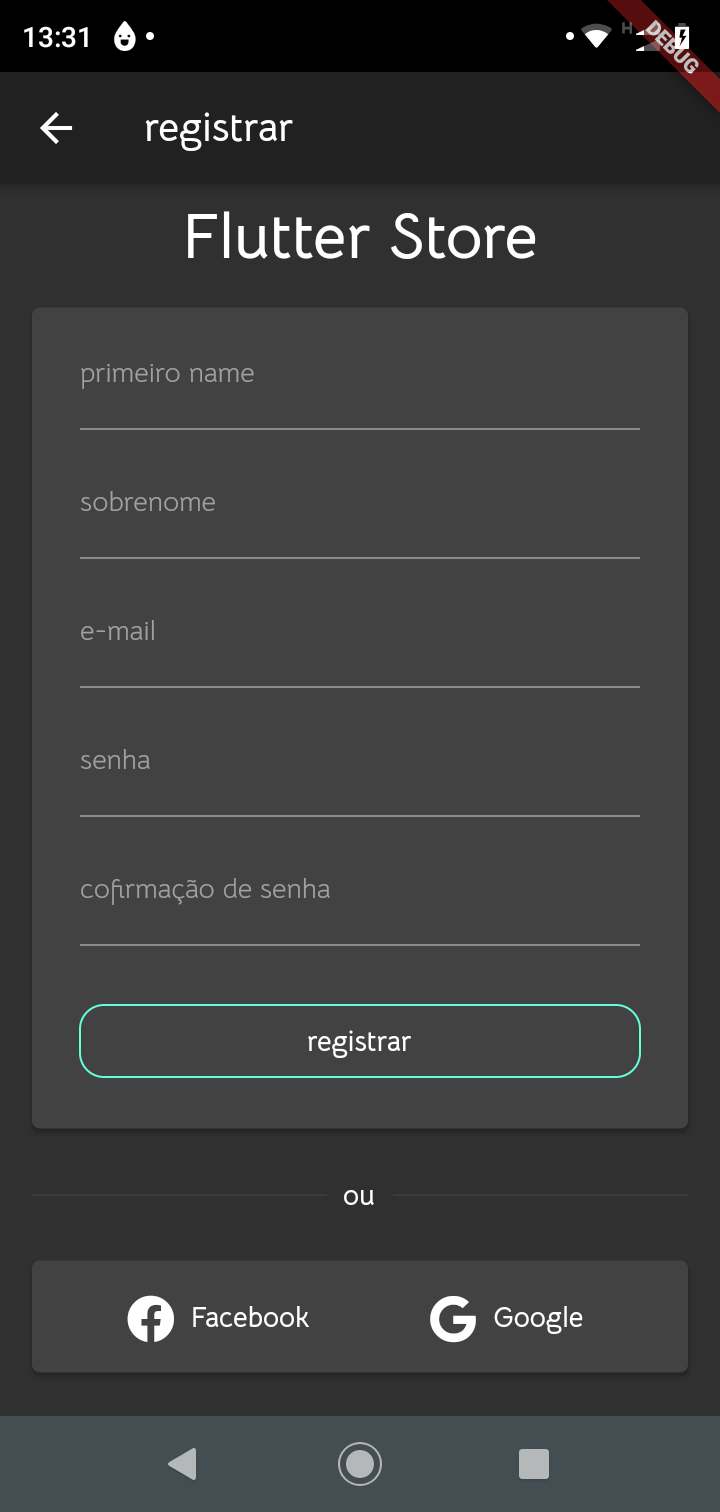 13:31
H
DEBUG
registrar
Flutter Store
primeiro name
sobrenome
e-mail
senha
cofirmação de senha
registrar
ou
Facebook
Google